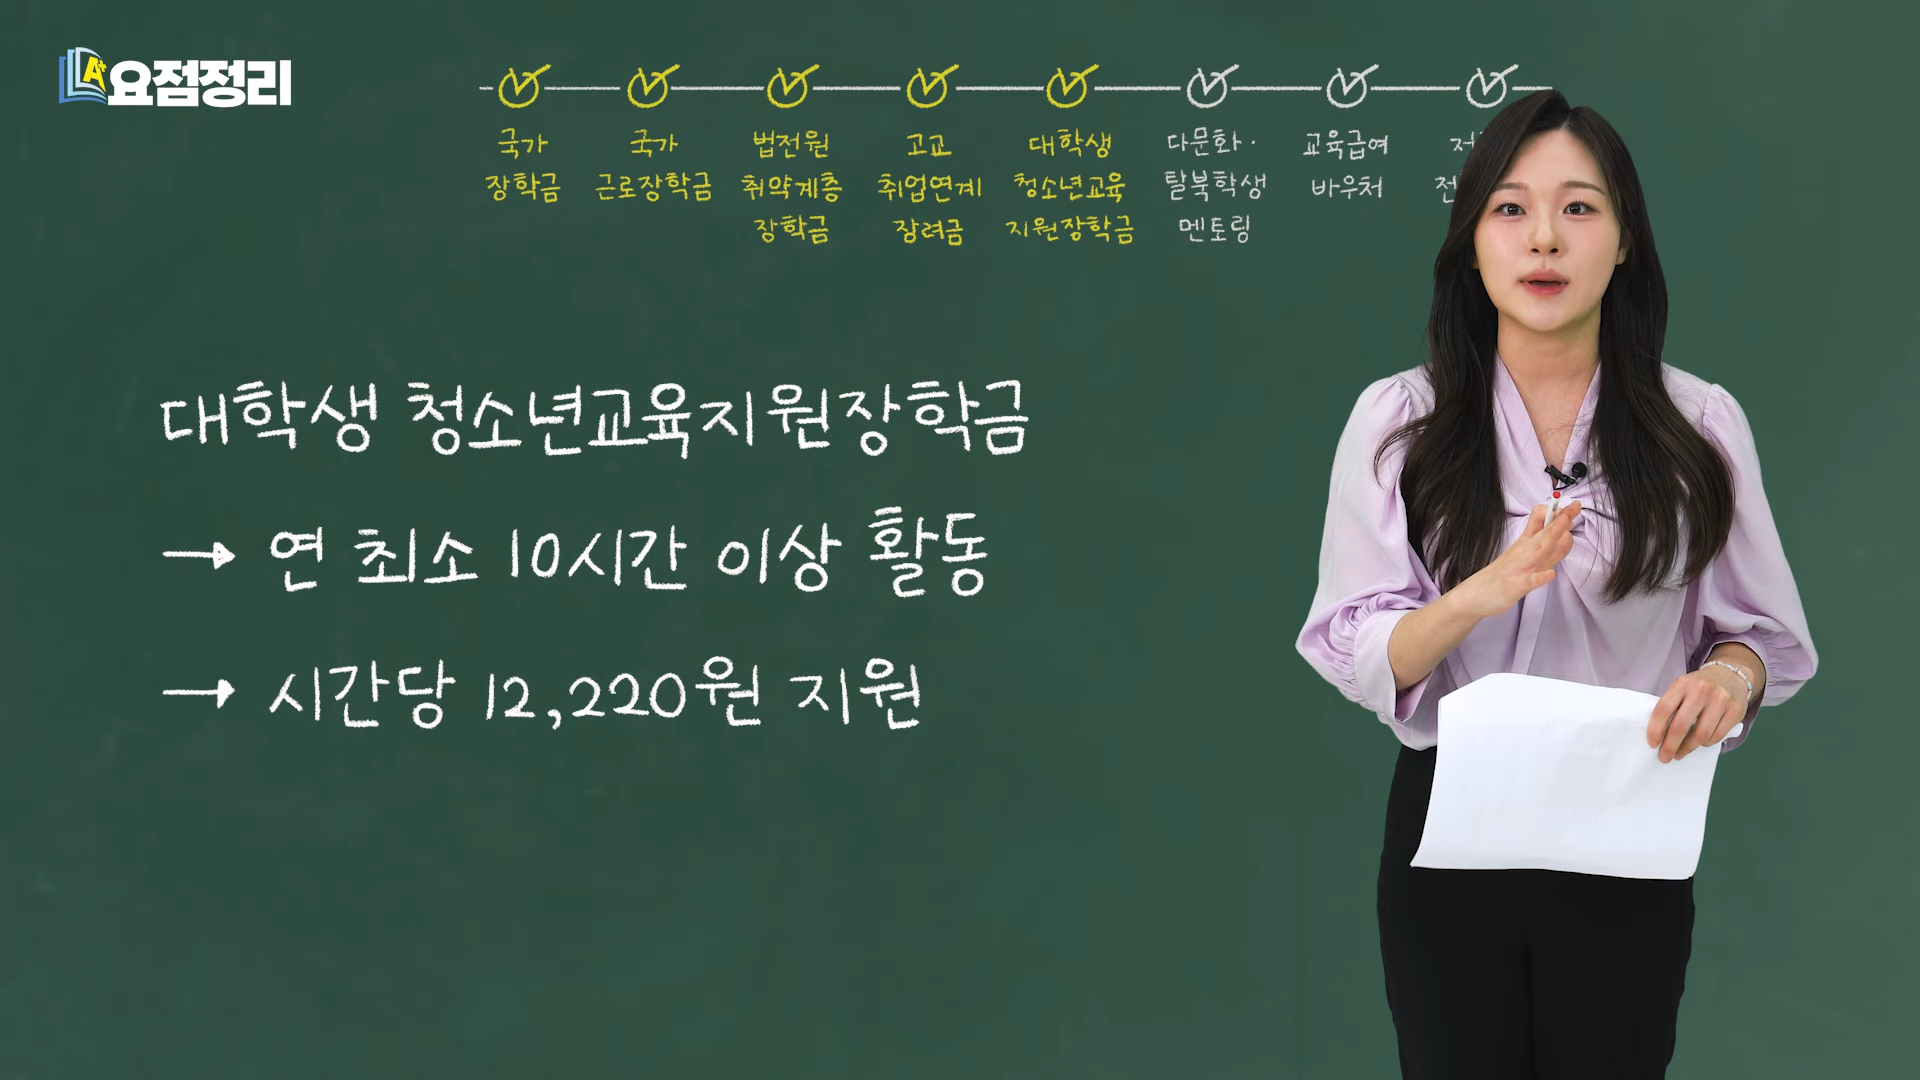 A+
요점정리
국가
장학금
국가
근로장학금
법전원
취약계층
장학금
고교
취업연계
장려금
대학생
청소년교육
지원장학금
다문화·
탈북학생
멘토링
교육급여
바우처
대학생 청소년교육지원장학금
→ 연 최소 10시간 이상 활동
→ 시간당 12,220원 지원